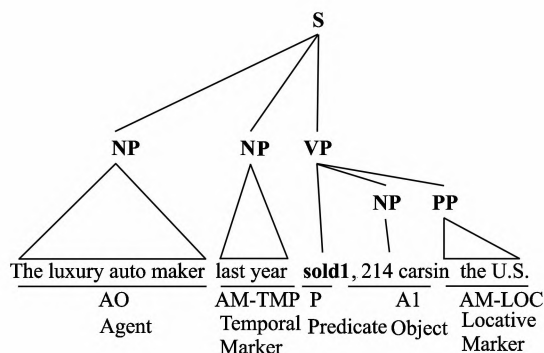 S
NP NP VP
NP PP
The luxury auto maker last year sold1, 214 carsin the U.S.
AO AM-TMP P A1 AM-LOC
Agent Temporal Marker Predicate Object Locative Marker